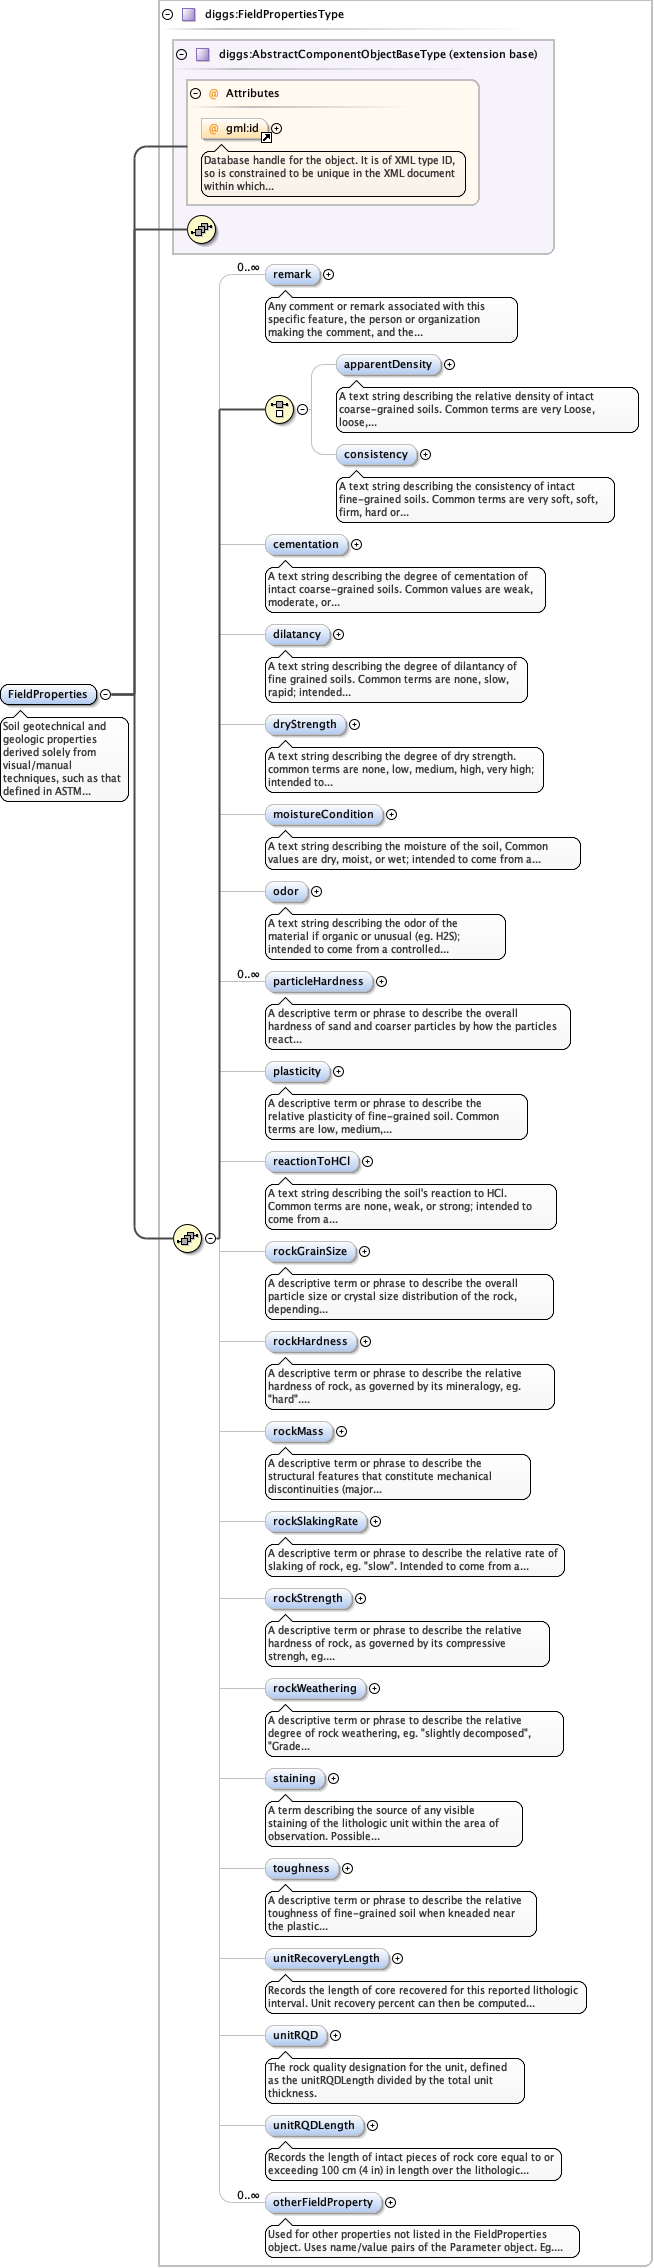 diggs:FieldPropertiesType
diggs:AbstractComponentObjectBaseType (extension base)
@ Attributes
@ gml:id
Database handle for the object. It is of XML type ID,
so is constrained to be unique in the XML document
within which...
0..∞
remark
Any comment or remark associated with this
specific feature, the person or organization
making the comment, and the...
apparentDensity
A text string describing the relative density of intact
coarse-grained soils. Common terms are very Loose,
loose,...
consistency
A text string describing the consistency of intact
fine-grained soils. Common terms are very soft, soft,
firm, hard or...
cementation
A text string describing the degree of cementation of
intact coarse-grained soils. Common values are weak,
moderate, or...
dilatancy
A text string describing the degree of dilantancy of
fine grained soils. Common terms are none, slow,
rapid; intended...
FieldProperties
Soil geotechnical and
geologic properties
derived solely from
visual/manual
techniques, such as that
defined in ASTM...
dryStrength
A text string describing the degree of dry strength.
common terms are none, low, medium, high, very high;
intended to...
moistureCondition
A text string describing the moisture of the soil, Common
values are dry, moist, or wet; intended to come from a...
odor
A text string describing the odor of the
material if organic or unusual (eg. H2S);
intended to come from a controlled...
0..∞
particleHardness
A descriptive term or phrase to describe the overall
hardness of sand and coarser particles by how the particles
react...
plasticity
A descriptive term or phrase to describe the
relative plasticity of fine-grained soil. Common
terms are low, medium,...
reactionToHCl
A text string describing the soil's reaction to HCl.
Common terms are none, weak, or strong; intended to
come from a...
rockGrainSize
A descriptive term or phrase to describe the overall
particle size or crystal size distribution of the rock,
depending...
rockHardness
A descriptive term or phrase to describe the relative
hardness of rock, as governed by its mineralogy, eg.
"hard"....
rockMass
A descriptive term or phrase to describe the
structural features that constitute mechanical
discontinuities (major...
rockSlakingRate
A descriptive term or phrase to describe the relative rate of
slaking of rock, eg. "slow". Intended to come from a...
rockStrength
A descriptive term or phrase to describe the relative
hardness of rock, as governed by its compressive
strengh, eg....
rockWeathering
A descriptive term or phrase to describe the relative
degree of rock weathering, eg. "slightly decomposed",
"Grade...
staining
A term describing the source of any visible
staining of the lithologic unit within the area of
observation. Possible...
toughness
A descriptive term or phrase to describe the relative
toughness of fine-grained soil when kneaded near
the plastic...
unitRecoveryLength
Records the length of core recovered for this reported lithologic
interval. Unit recovery percent can then be computed...
unitRQD
The rock quality designation for the unit, defined
as the unitRQDLength divided by the total unit
thickness.
unitRQDLength
Records the length of intact pieces of rock core equal to or
exceeding 100 cm (4 in) in length over the lithologic...
0..∞
otherFieldProperty
Used for other properties not listed in the FieldProperties
object. Uses name/value pairs of the Parameter object. Eg....